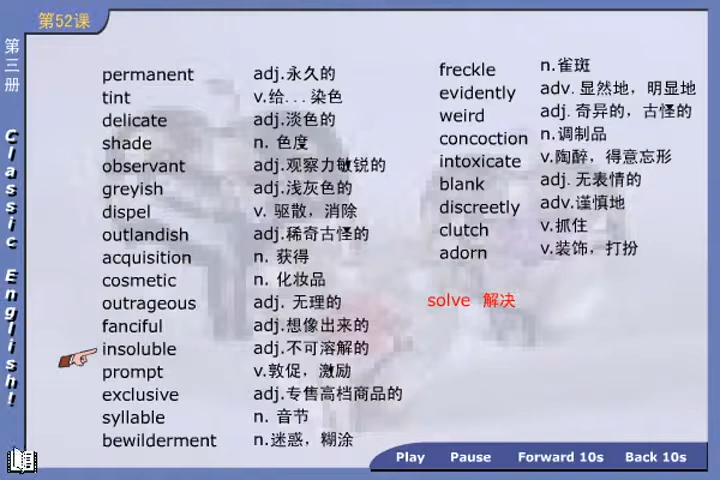 第52课
第三册
Classic English!
permanent adj.永久的
tint v.给...染色
delicate adj.淡色的
shade n. 色度
observant adj.观察力敏锐的
greyish adj.浅灰色的
dispel v. 驱散，消除
outlandish adj.稀奇古怪的
acquisition n. 获得
cosmetic n. 化妆品
outrageous adj. 无理的
fanciful adj.想像出来的
insoluble adj.不可溶解的
prompt v.敦促，激励
exclusive adj.专售高档商品的
syllable n. 音节
bewilderment n.迷惑，糊涂
freckle n.雀斑
evidently adv. 显然地，明显地
weird adj. 奇异的，古怪的
concoction n.调制品
intoxicate v.陶醉，得意忘形
blank adj. 无表情的
discreetly adv.谨慎地
clutch v.抓住
adorn v.装饰，打扮
solve 解决
Play Pause Forward 10s Back 10s